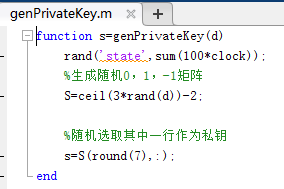 genPrivateKey.m
function s=genPrivateKey(d)
rand('state',sum(100*clock));
%生成随机0，1，-1矩阵
S=ceil(3*rand(d))-2;
%随机选取其中一行作为私钥
s=S(round(7),:);
end